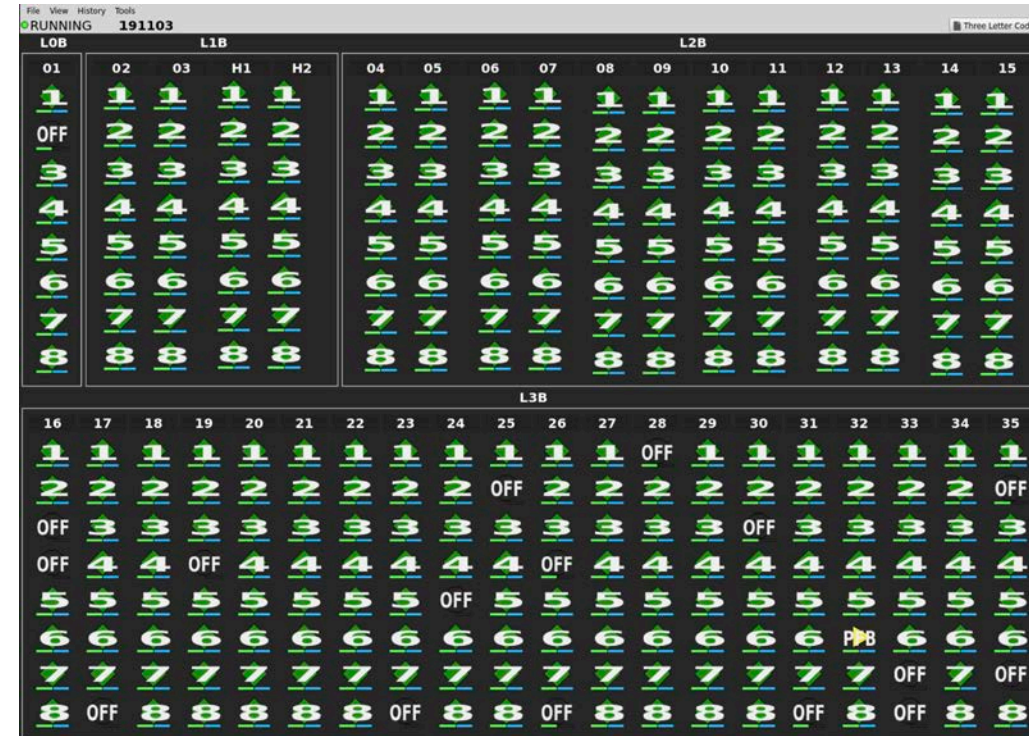 File View History Tools
RUNNING 191103
Three Letter Cod
L0B L1B L2B
01 02 03 H1 H2 04 05 06 07 08 09 10 11 12 13 14 15
1 1 1 1 1 1 1 1 1 1 1 1 1 1 1 1 1
OFF 2 2 2 2 2 2 2 2 2 2 2 2 2 2 2 2
3 3 3 3 3 3 3 3 3 3 3 3 3 3 3 3 3
4 4 4 4 4 4 4 4 4 4 4 4 4 4 4 4 4
5 5 5 5 5 5 5 5 5 5 5 5 5 5 5 5 5
6 6 6 6 6 6 6 6 6 6 6 6 6 6 6 6 6
7 7 7 7 7 7 7 7 7 7 7 7 7 7 7 7 7
8 8 8 8 8 8 8 8 8 8 8 8 8 8 8 8 8
L3B
16 17 18 19 20 21 22 23 24 25 26 27 28 29 30 31 32 33 34 35
1 1 1 1 1 1 1 1 1 1 1 1 OFF 1 1 1 1 1 1 1
2 2 2 2 2 2 2 2 2 OFF 2 2 2 2 2 2 2 2 2 OFF
OFF 3 3 3 3 3 3 3 3 3 3 3 3 3 OFF 3 3 3 3 3
OFF 4 4 OFF 4 4 4 4 4 4 OFF 4 4 4 4 4 4 4 4 4
5 5 5 5 5 5 5 5 OFF 5 5 5 5 5 5 5 5 5 5 5
6 6 6 6 6 6 6 6 6 6 6 6 6 6 6 6 6 6 6
7 7 7 7 7 7 7 7 7 7 7 7 7 7 7 7 7 OFF 7 OFF
8 OFF 8 8 8 8 8 OFF 8 8 OFF 8 8 8 8 OFF 8 OFF 8 8